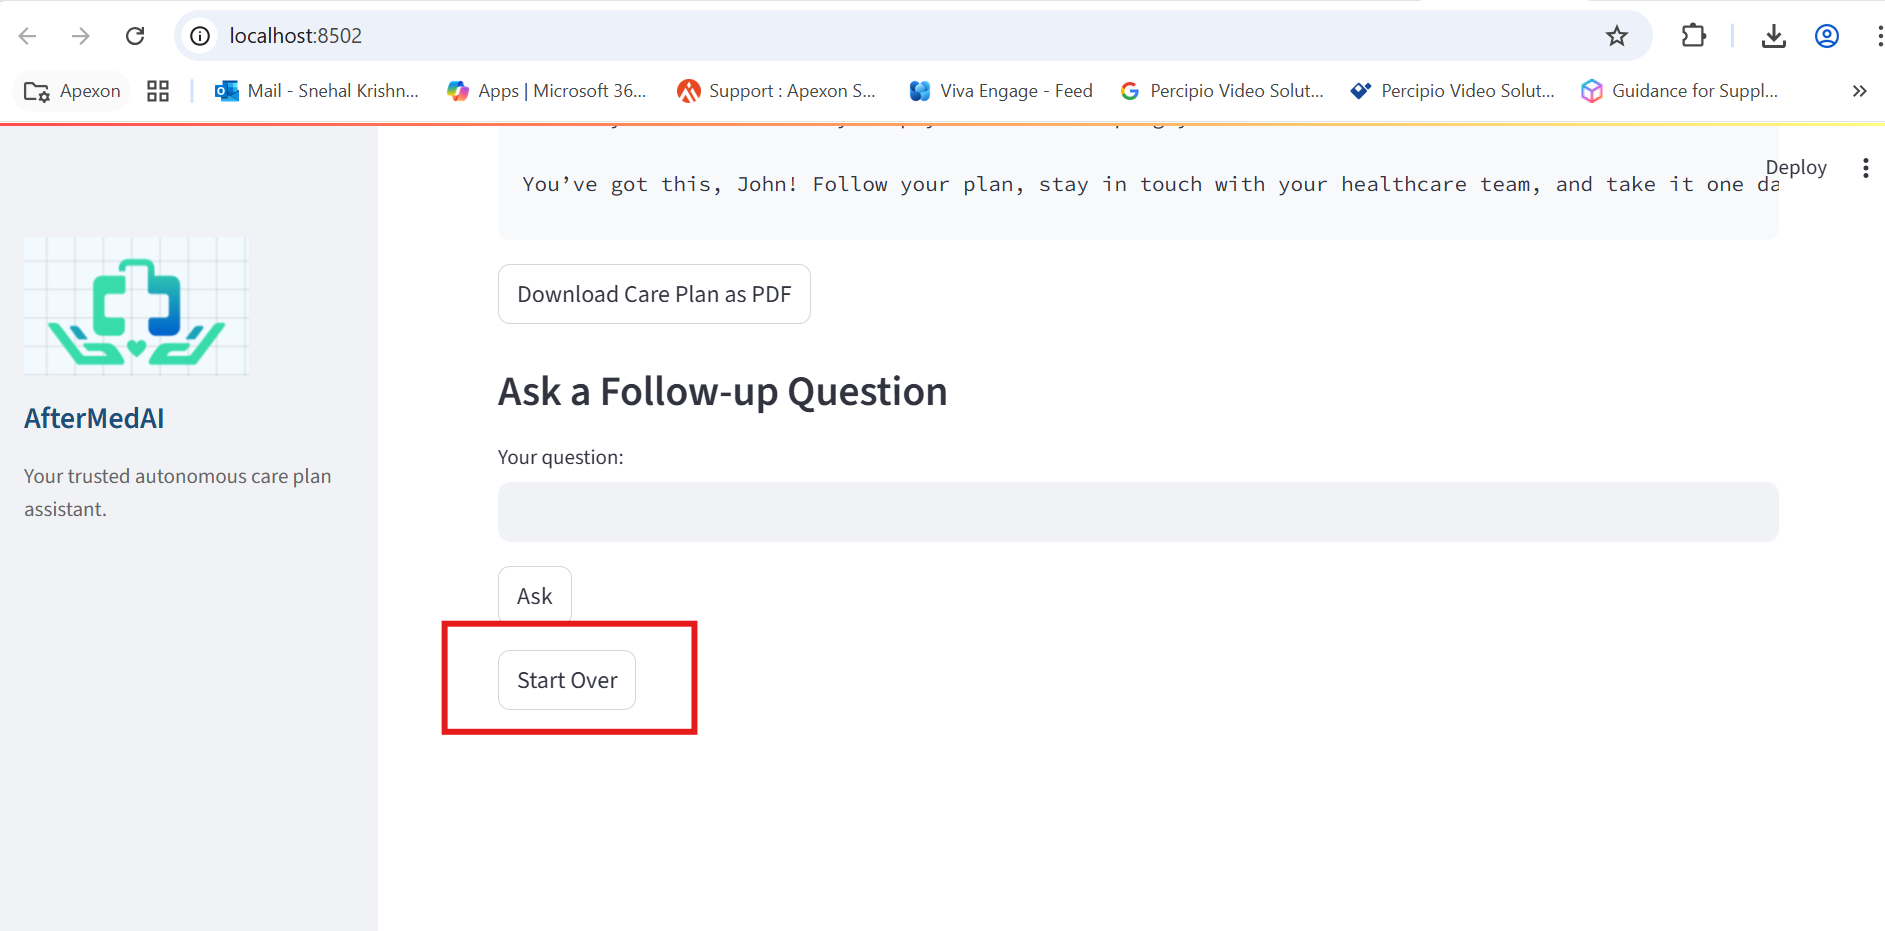 localhost:8502
Apexon
Mail - Snehal Krishn...
Apps | Microsoft 36...
Support : Apexon S...
Viva Engage - Feed
Percipio Video Solut...
Percipio Video Solut...
Guidance for Suppl...
Deploy
You’ve got this, John! Follow your plan, stay in touch with your healthcare team, and take it one da
AfterMedAI
Your trusted autonomous care plan
assistant.
Download Care Plan as PDF
Ask a Follow-up Question
Your question:
Ask
Start Over